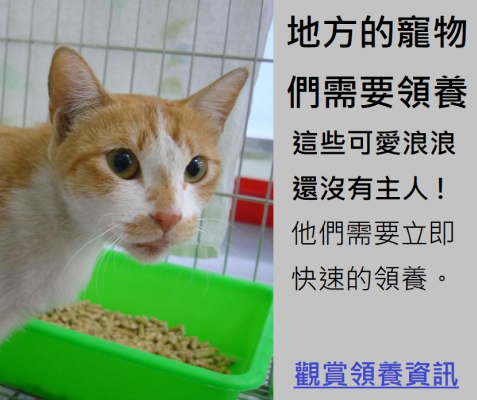 地方的寵物
們需要領養
這些可愛浪浪
還沒有主人！
他們需要立即
快速的領養。
觀賞領養資訊